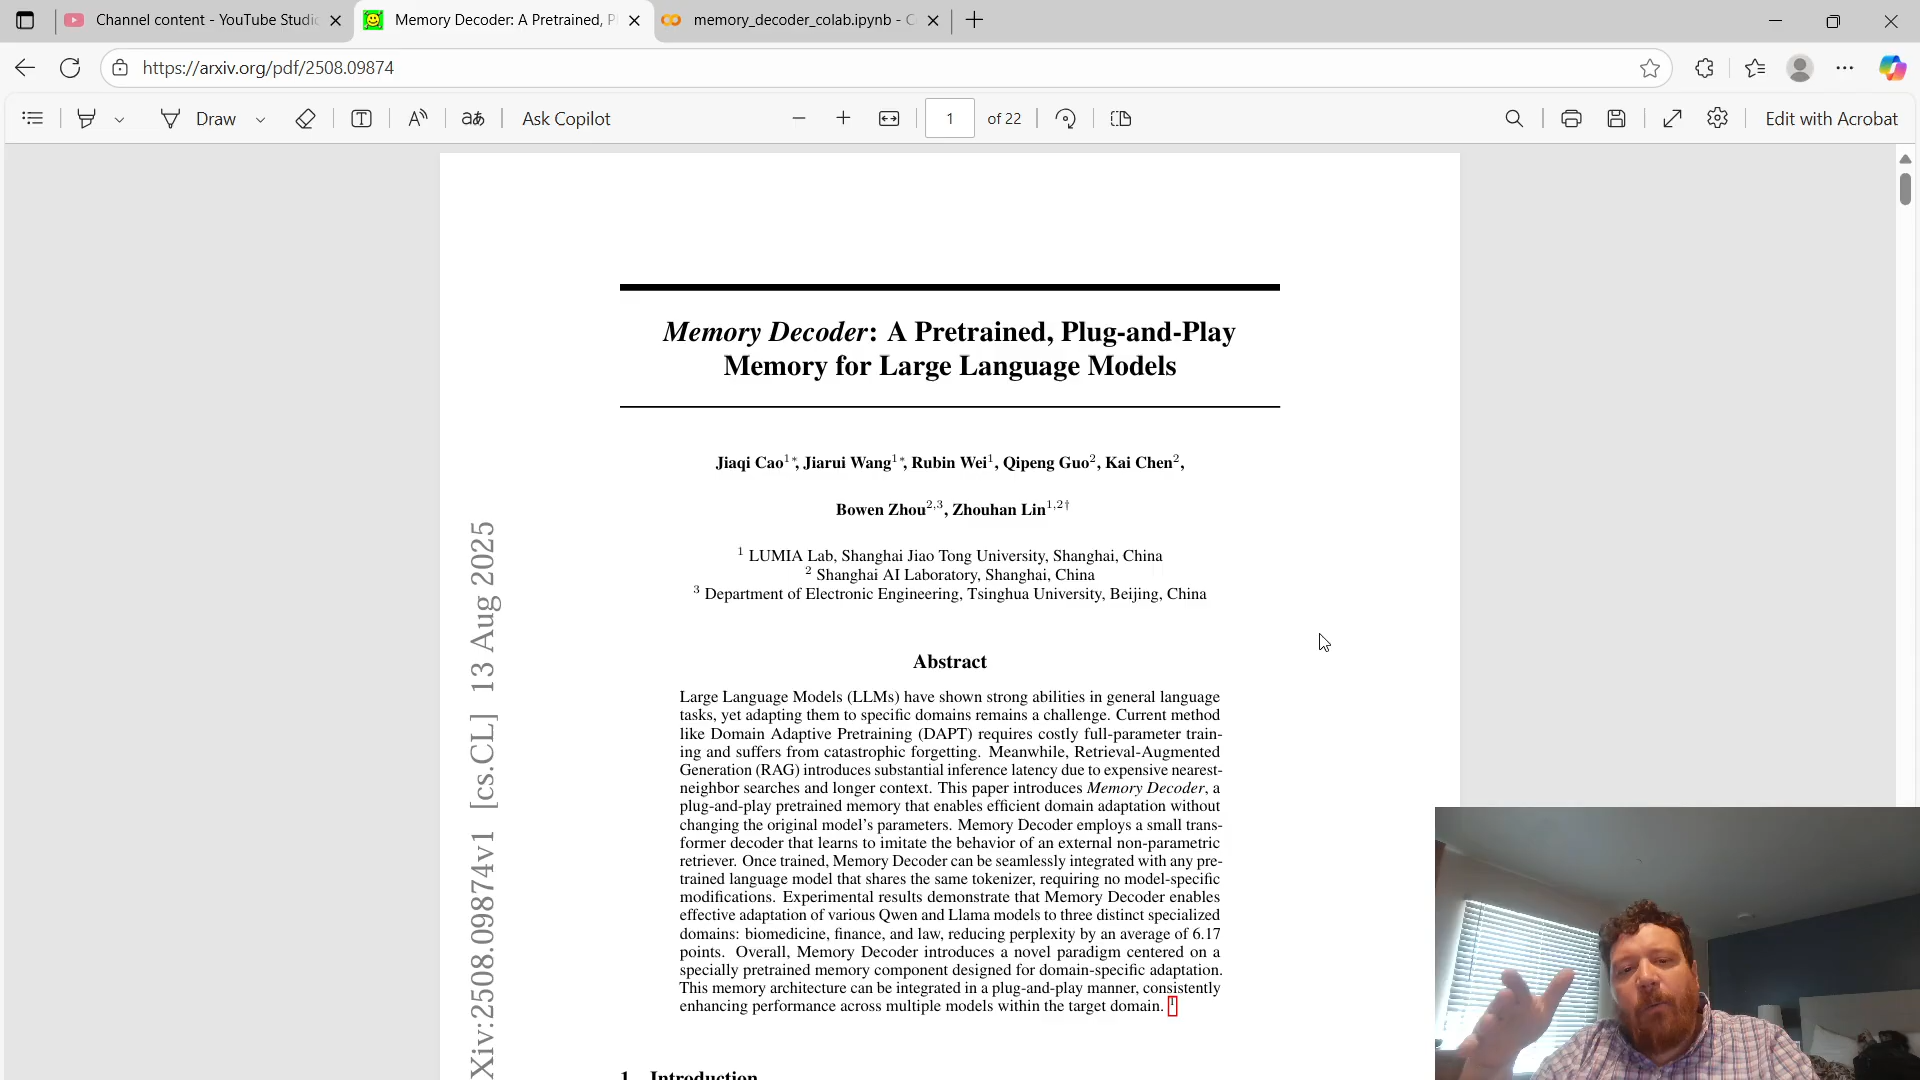 Channel content - YouTube Studio
Memory Decoder: A Pretrained, P
memory_decoder_colab.ipynb - C
https://arxiv.org/pdf/2508.09874
Draw
aあ
Ask Copilot
1 of 22
Edit with Acrobat
Memory Decoder: A Pretrained, Plug-and-Play
Memory for Large Language Models
Jiaqi Cao1*, Jiarui Wang1*, Rubin Wei1, Qipeng Guo2, Kai Chen2,
Bowen Zhou2,3, Zhouhan Lin1,2†
1 LUMIA Lab, Shanghai Jiao Tong University, Shanghai, China
2 Shanghai AI Laboratory, Shanghai, China
3 Department of Electronic Engineering, Tsinghua University, Beijing, China
Abstract
Large Language Models (LLMs) have shown strong abilities in general language
tasks, yet adapting them to specific domains remains a challenge. Current method
like Domain Adaptive Pretraining (DAPT) requires costly full-parameter train-
ing and suffers from catastrophic forgetting. Meanwhile, Retrieval-Augmented
Generation (RAG) introduces substantial inference latency due to expensive nearest-
neighbor searches and longer context. This paper introduces Memory Decoder, a
plug-and-play pretrained memory that enables efficient domain adaptation without
changing the original model's parameters. Memory Decoder employs a small trans-
former decoder that learns to imitate the behavior of an external non-parametric
retriever. Once trained, Memory Decoder can be seamlessly integrated with any pre-
trained language model that shares the same tokenizer, requiring no model-specific
modifications. Experimental results demonstrate that Memory Decoder enables
effective adaptation of various Qwen and Llama models to three distinct specialized
domains: biomedicine, finance, and law, reducing perplexity by an average of 6.17
points. Overall, Memory Decoder introduces a novel paradigm centered on a
specially pretrained memory component designed for domain-specific adaptation.
This memory architecture can be integrated in a plug-and-play manner, consistently
enhancing performance across multiple models within the target domain. 1
1 Introduction
Xiv:2508.09874v1 [cs.CL] 13 Aug 2025